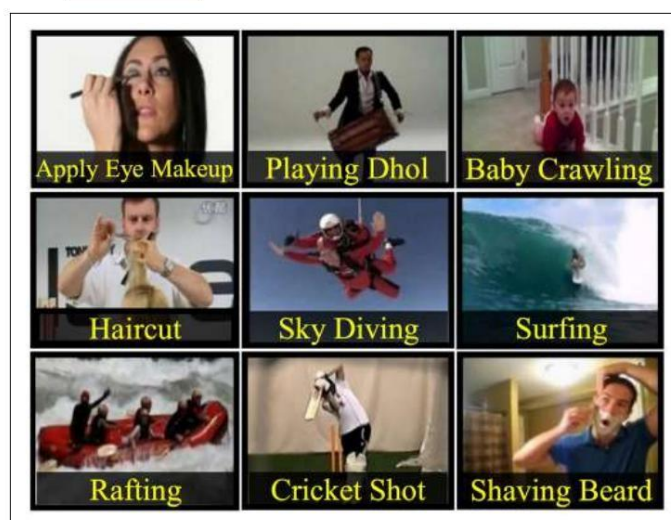 Apply Eye Makeup
Playing Dhol
Baby Crawling
Haircut
Sky Diving
Surfing
Rafting
Cricket Shot
Shaving Beard